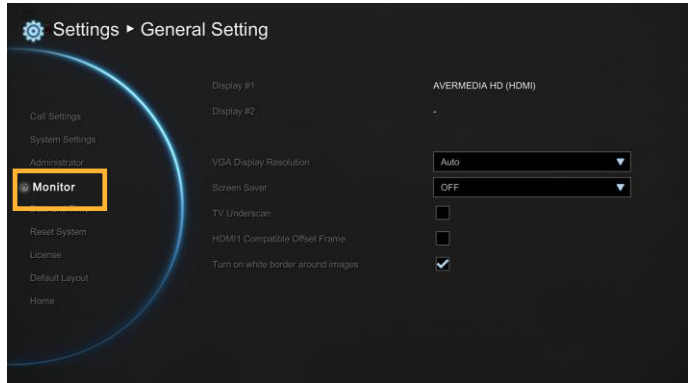 Settings ▸ General Setting
Display #1 AVERMEDIA HD (HDMI)
Display #2 -
Call Settings
System Settings
Administrator
Monitor
Reset System
License
Default Layout
Home
VGA Display Resolution Auto
Screen Saver OFF
TV Underscan
HDMI1 Compatible Offset Frame
Turn on white border around images